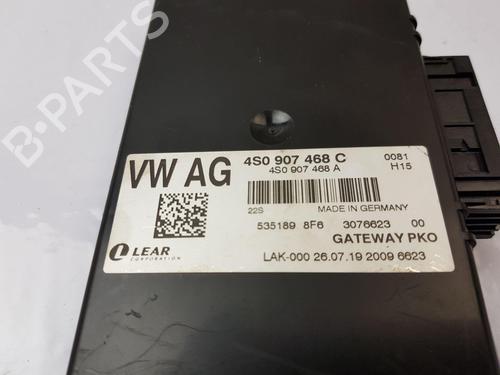 B-PARTS
VW AG
4S0 907 468 C 0081
4S0 907 468 A H15
22S MADE IN GERMANY
535189 8F6 3076623 00
GATEWAY PKO
LEAR
CORPORATION
LAK-000 26.07.19 2009 6623